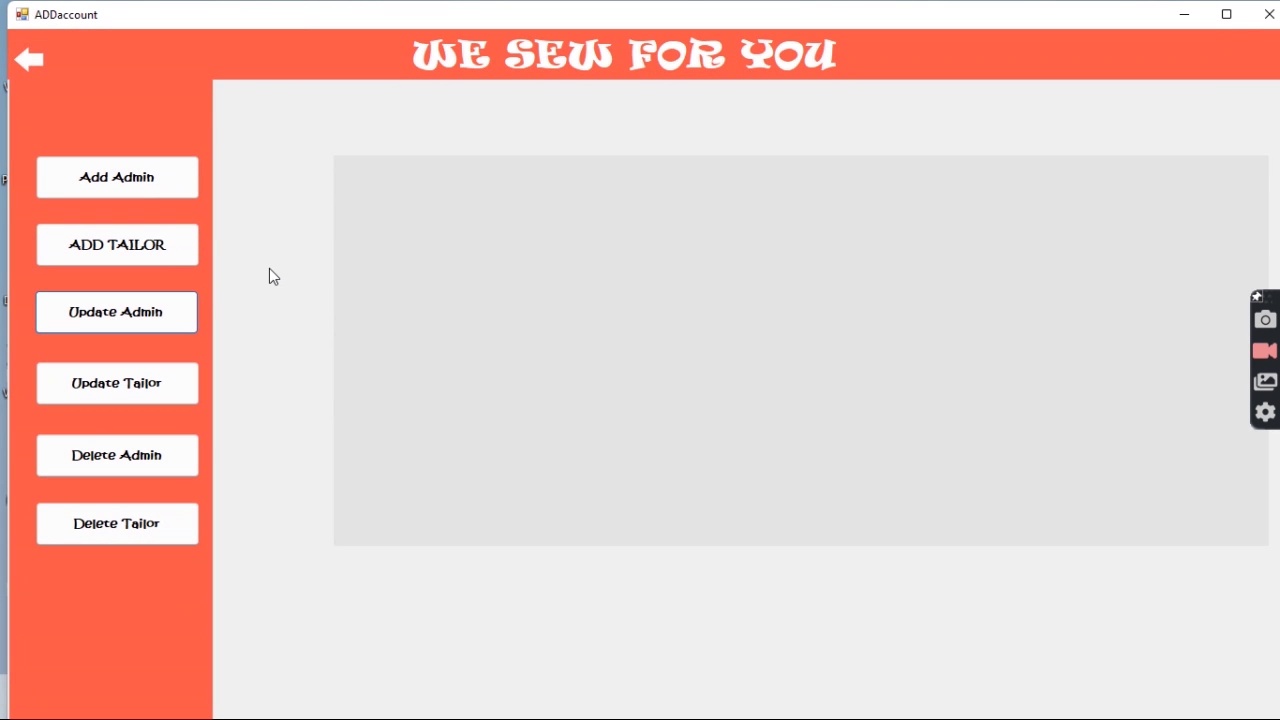 ADDaccount
WE SEW FOR YOU
Add Admin
ADD TAILOR
Update Admin
Update Tailor
Delete Admin
Delete Tailor